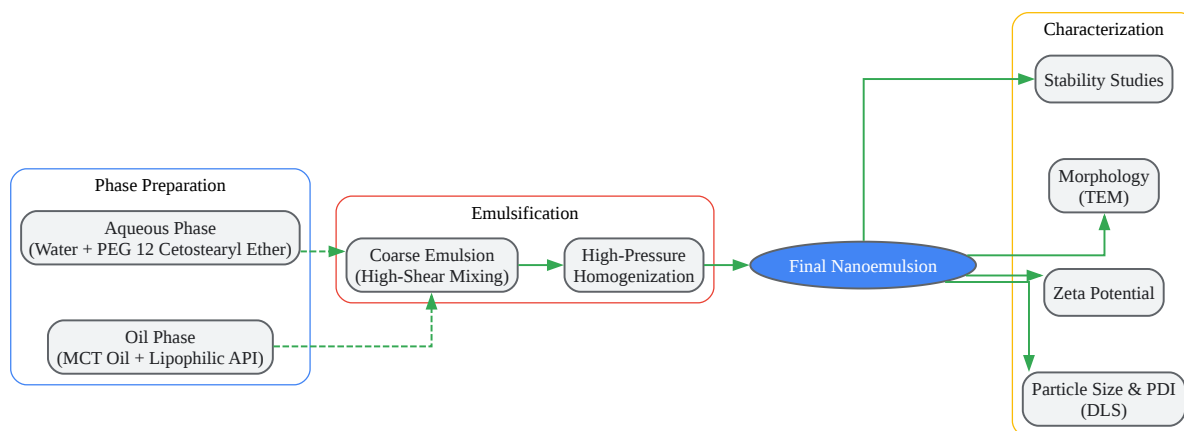 Phase Preparation
Aqueous Phase
(Water + PEG 12 Cetostearyl Ether)
Oil Phase
(MCT Oil + Lipophilic API)
Emulsification
Coarse Emulsion
(High-Shear Mixing)
High-Pressure
Homogenization
Final Nanoemulsion
Characterization
Stability Studies
Morphology
(TEM)
Zeta Potential
Particle Size & PDI
(DLS)